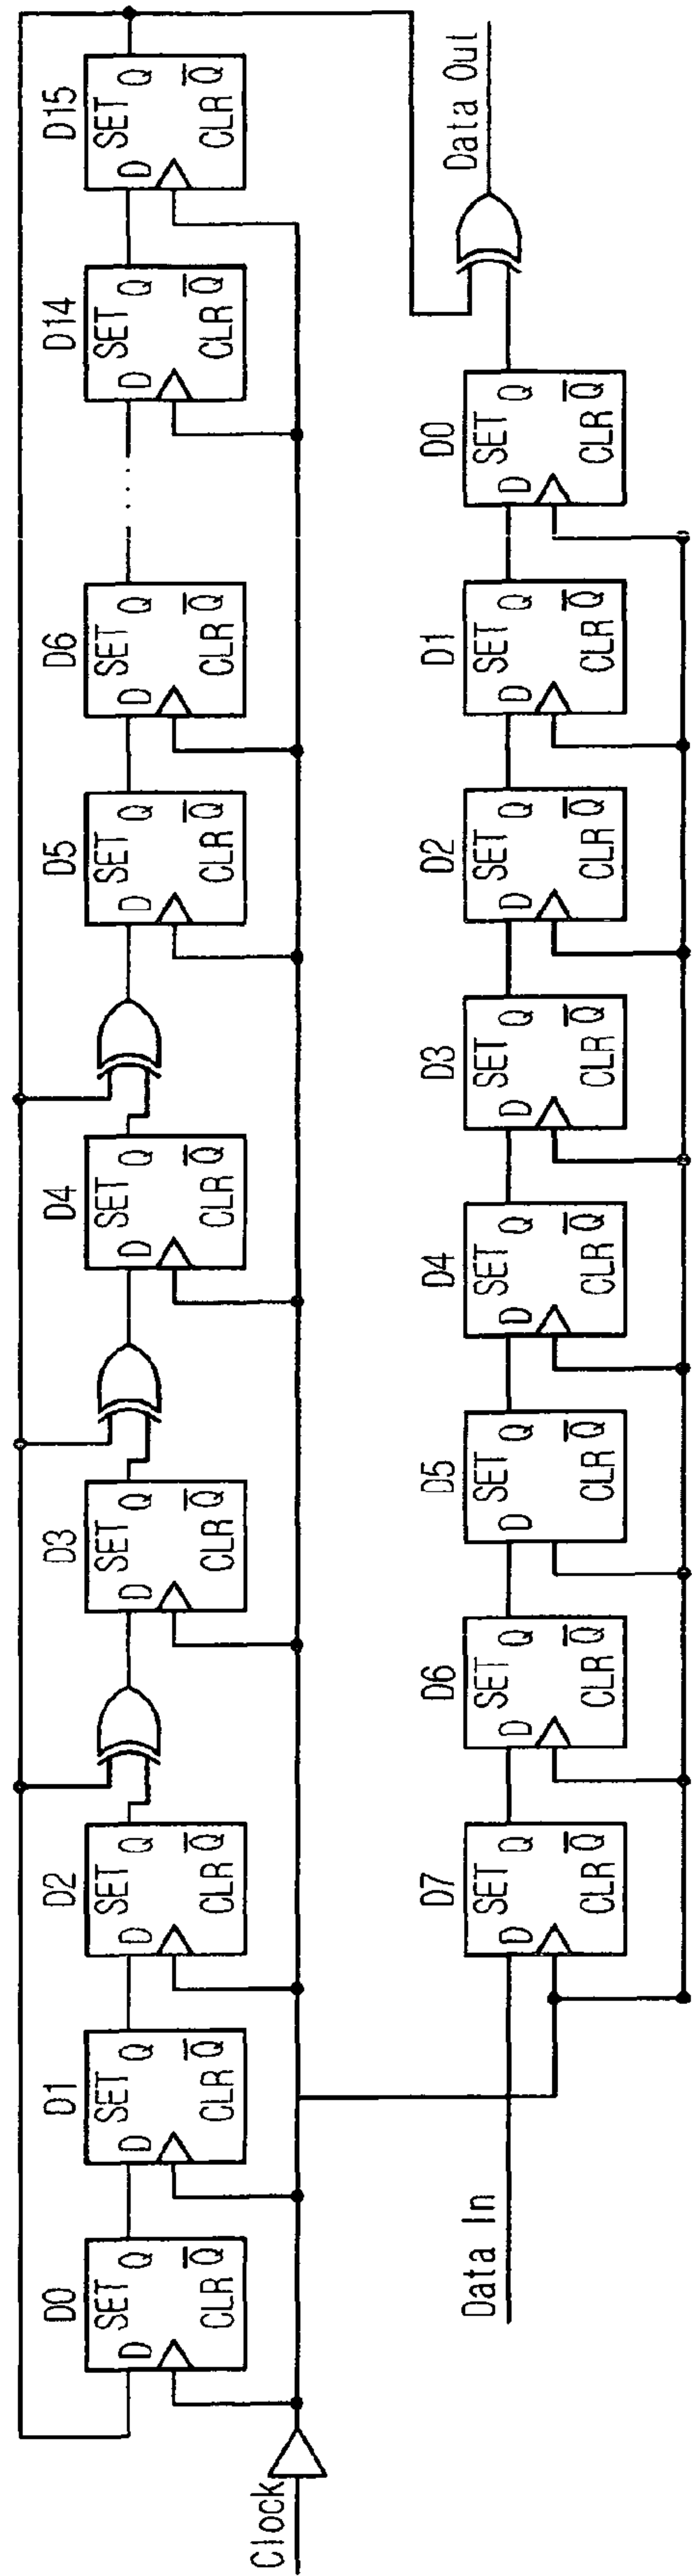 D0 D1 D2 D3 D4 D5 D6 D14 D15
SET SET SET SET SET SET SET SET SET
D Q D Q D Q D Q D Q D Q D Q .... D Q D Q
CLR Q̅ CLR Q̅ CLR Q̅ CLR Q̅ CLR Q̅ CLR Q̅ CLR Q̅ CLR Q̅ CLR Q̅
Clock
D7 D6 D5 D4 D3 D2 D1 D0
Data Out
Data In
SET SET SET SET SET SET SET SET
D Q D Q D Q D Q D Q D Q D Q D Q
CLR Q̅ CLR Q̅ CLR Q̅ CLR Q̅ CLR Q̅ CLR Q̅ CLR Q̅ CLR Q̅